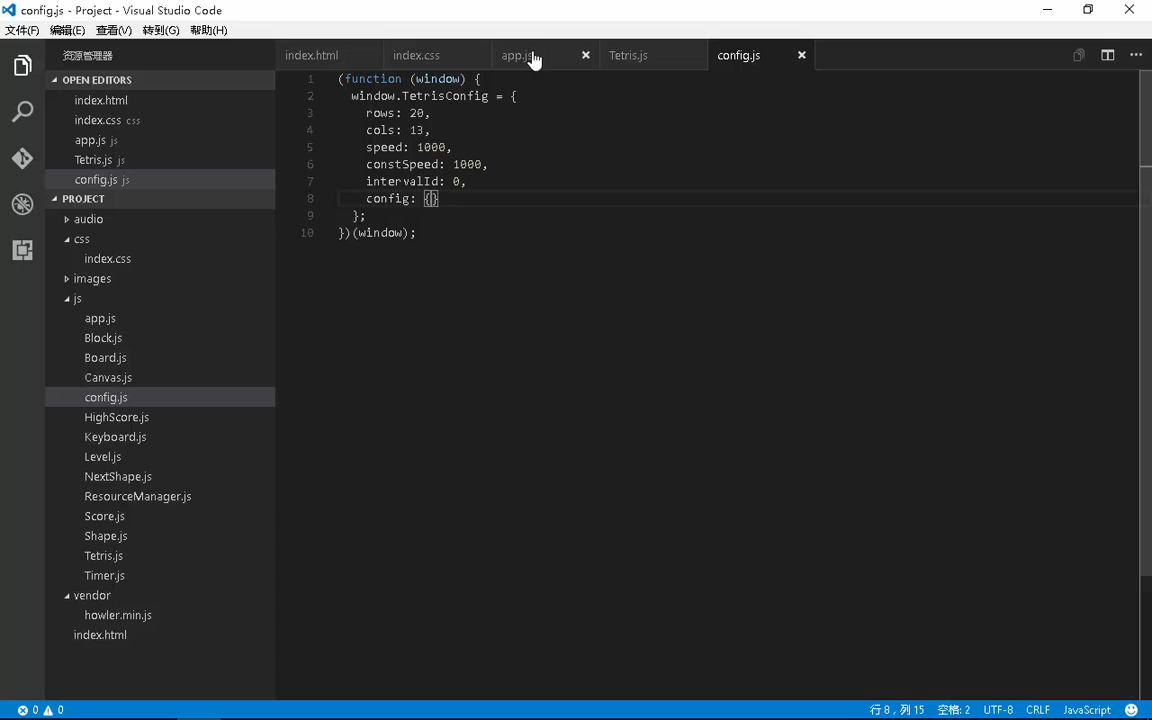 config.js - Project - Visual Studio Code
文件(F) 编辑(E) 查看(V) 转到(G) 帮助(H)
资源管理器
OPEN EDITORS
index.html
index.css css
app.js js
Tetris.js js
config.js js
PROJECT
audio
css
index.css
images
js
app.js
Block.js
Board.js
Canvas.js
config.js
HighScore.js
Keyboard.js
Level.js
NextShape.js
ResourceManager.js
Score.js
Shape.js
Tetris.js
Timer.js
vendor
howler.min.js
index.html
index.html index.css app.js Tetris.js config.js
1 (function (window) {
2 window.TetrisConfig = {
3 rows: 20,
4 cols: 13,
5 speed: 1000,
6 constSpeed: 1000,
7 intervalId: 0,
8 config: {}
9 };
10 })(window);
0 0 行 8，列 15 空格: 2 UTF-8 CRLF JavaScript